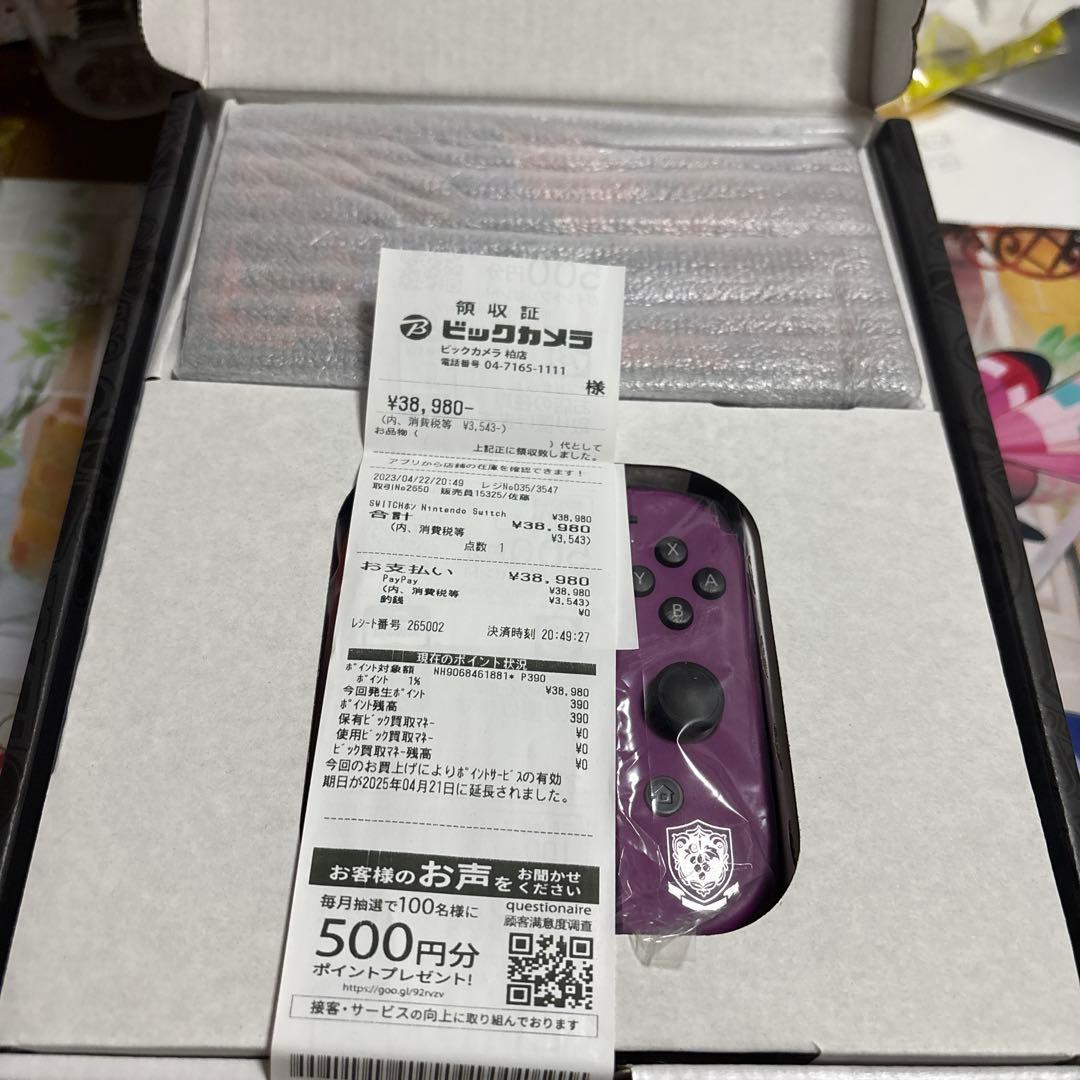 領収証
ビックカメラ
ビックカメラ 柏店
電話番号 04-7165-1111
様
¥38,980-
(内、消費税等 ¥3,543-)
お品物( )代として
上記正に領収致しました。
アプリから店舗の在庫を確認できます!
2023/04/22/20:49 レジNo035/3547
取引No2650 販売員15325/佐藤
SWITCHホン Nintendo Switch ¥38,980
合計 ¥38,980
(内、消費税等 ¥3,543)
点数 1
お支払い ¥38,980
PayPay ¥38,980
(内、消費税等 ¥3,543)
釣銭 ¥0
レシート番号 265002 決済時刻 20:49:27
現在のポイント状況
NH9068461881* P390
ポイント対象額 ¥38,980
ポイント 1% 390
今回発生ポイント 390
ポイント残高
保有ビック買取マネー ¥0
使用ビック買取マネー ¥0
ビック買取マネー残高 ¥0
今回のお買上げによりポイントサービスの有効
期日が2025年04月21日に延長されました。
お客様のお声をお聞かせください
毎月抽選で100名様に
500円分
ポイントプレゼント!
https://goo.gl/92rvzv
questionaire
顧客満意度调查
接客・サービスの向上に取り組んでおります
X
Y
A
B